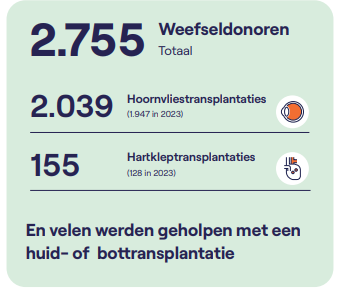 2.755 Weefseldonoren
Totaal
2.039 Hoornvliestransplantaties
(1.947 in 2023)
155 Hartkleptransplantaties
(128 in 2023)
En velen werden geholpen met een
huid- of bottransplantatie